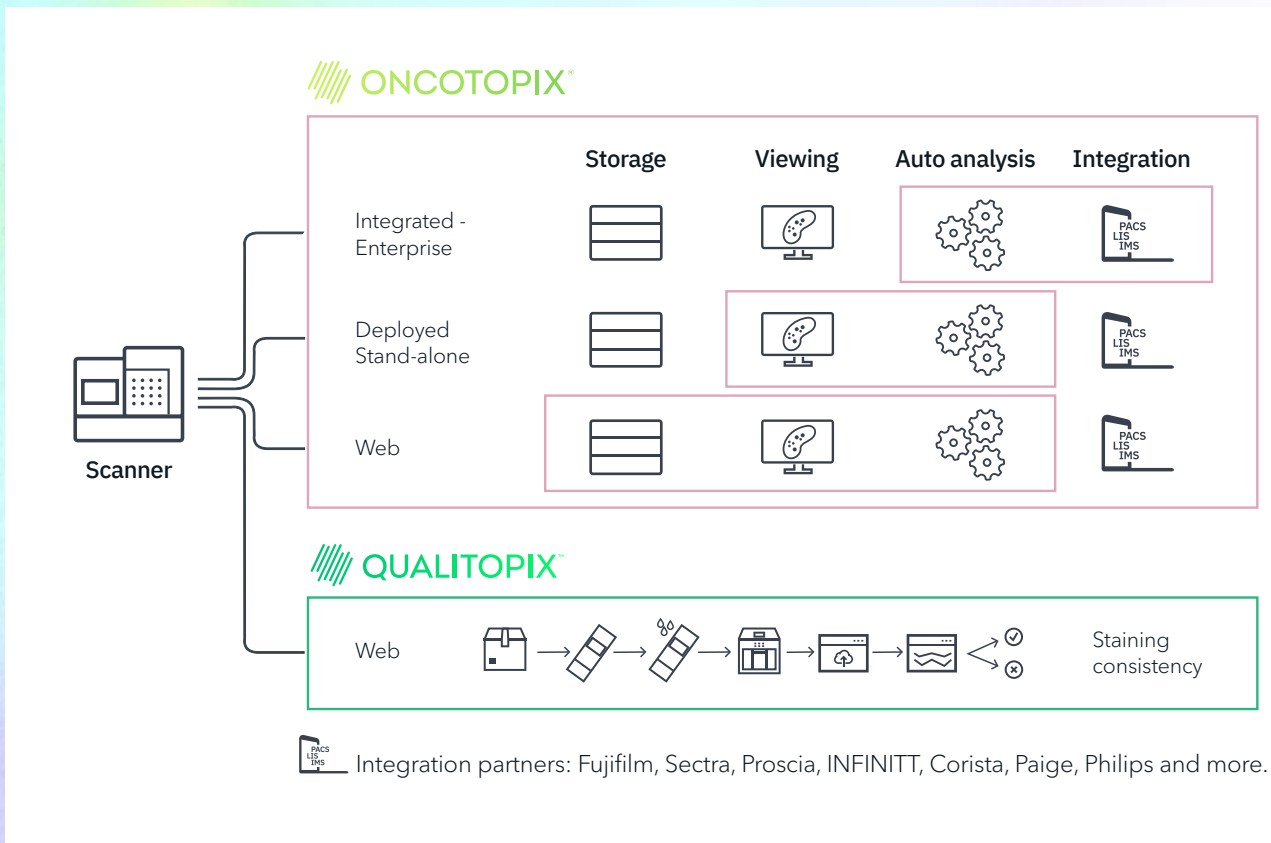 ONCOTOPIX®
Storage Viewing Auto analysis Integration
Integrated -
Enterprise
PACS
LIS
IMS
Deployed
Stand-alone
PACS
LIS
IMS
Web
PACS
LIS
IMS
Scanner
QUALITOPIX™
Web
Staining
consistency
PACS
LIS
IMS
Integration partners: Fujifilm, Sectra, Proscia, INFINITT, Corista, Paige, Philips and more.